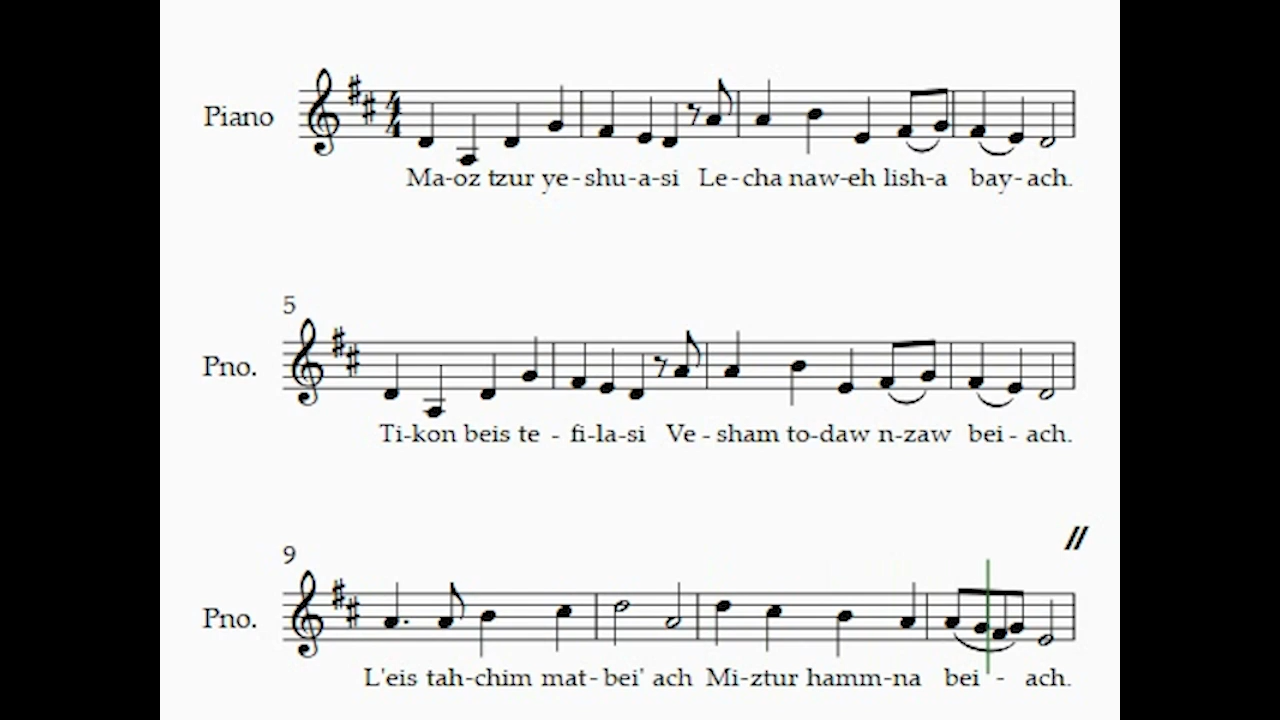 Piano
4
4
Ma-oz tzur ye-shu-a-si Le-cha naw-eh lish-a bay-ach.
5
Pno.
Ti-kon beis te - fi-la-si Ve-sham to-daw n-zaw bei- ach.
9
Pno.
L'eis tah-chim mat-bei' ach Mi-ztur hamm-na bei - ach.